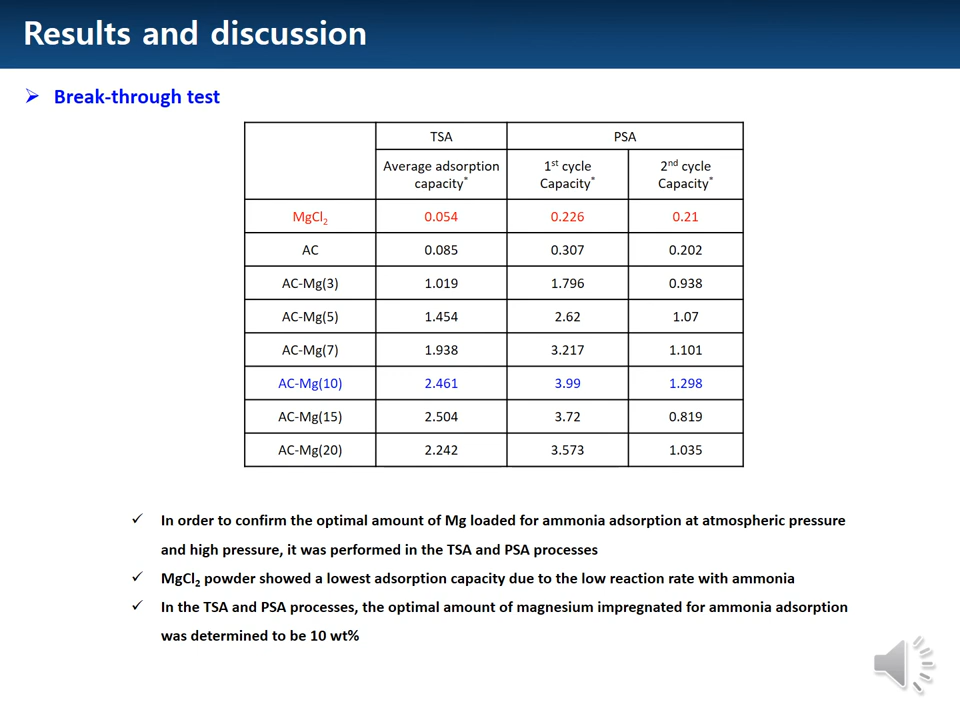 Results and discussion
➢ Break-through test
TSA PSA
Average adsorption capacity* 1st cycle Capacity* 2nd cycle Capacity*
MgCl2 0.054 0.226 0.21
AC 0.085 0.307 0.202
AC-Mg(3) 1.019 1.796 0.938
AC-Mg(5) 1.454 2.62 1.07
AC-Mg(7) 1.938 3.217 1.101
AC-Mg(10) 2.461 3.99 1.298
AC-Mg(15) 2.504 3.72 0.819
AC-Mg(20) 2.242 3.573 1.035
✓ In order to confirm the optimal amount of Mg loaded for ammonia adsorption at atmospheric pressure
and high pressure, it was performed in the TSA and PSA processes
✓ MgCl2 powder showed a lowest adsorption capacity due to the low reaction rate with ammonia
✓ In the TSA and PSA processes, the optimal amount of magnesium impregnated for ammonia adsorption
was determined to be 10 wt%